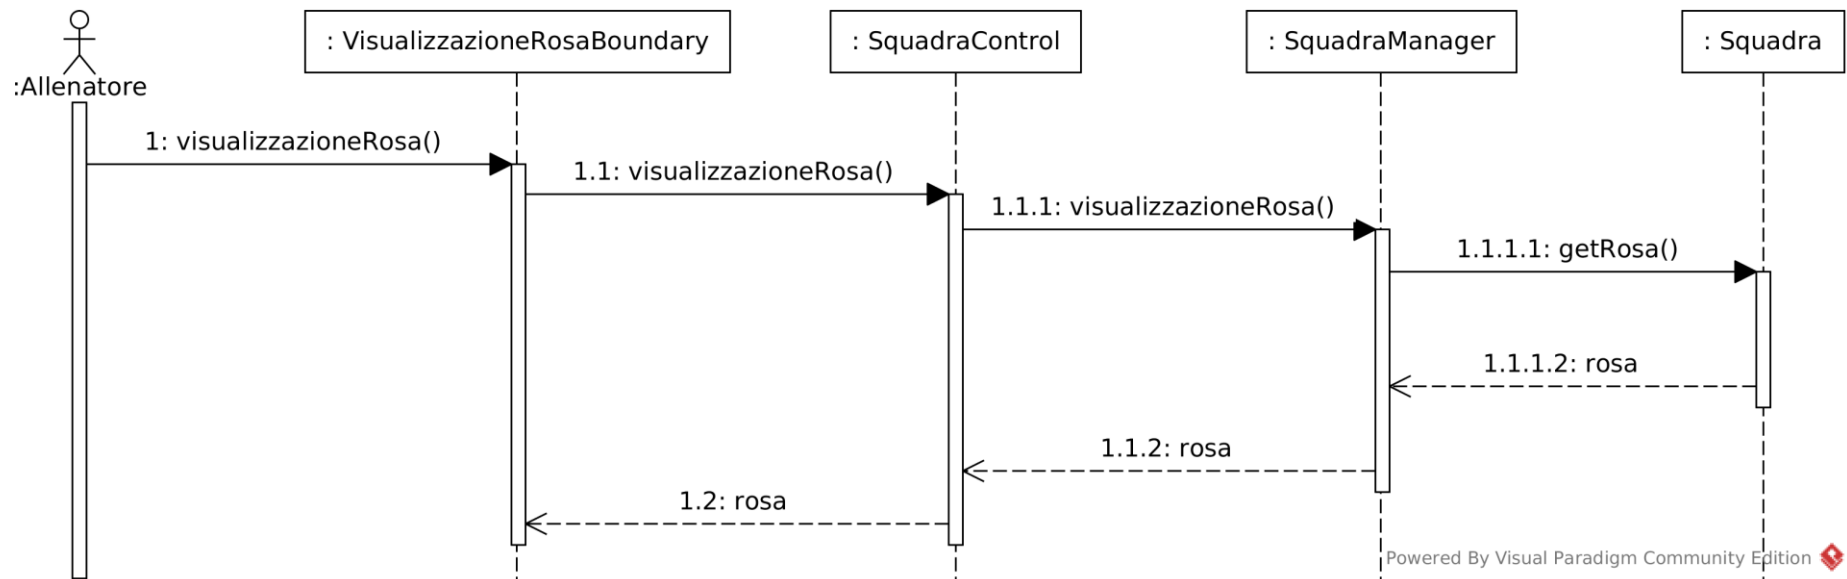 : VisualizzazioneRosaBoundary
: SquadraControl
: SquadraManager
: Squadra
:Allenatore
1: visualizzazioneRosa()
1.1: visualizzazioneRosa()
1.1.1: visualizzazioneRosa()
1.1.1.1: getRosa()
1.1.1.2: rosa
1.1.2: rosa
1.2: rosa
Powered By Visual Paradigm Community Edition